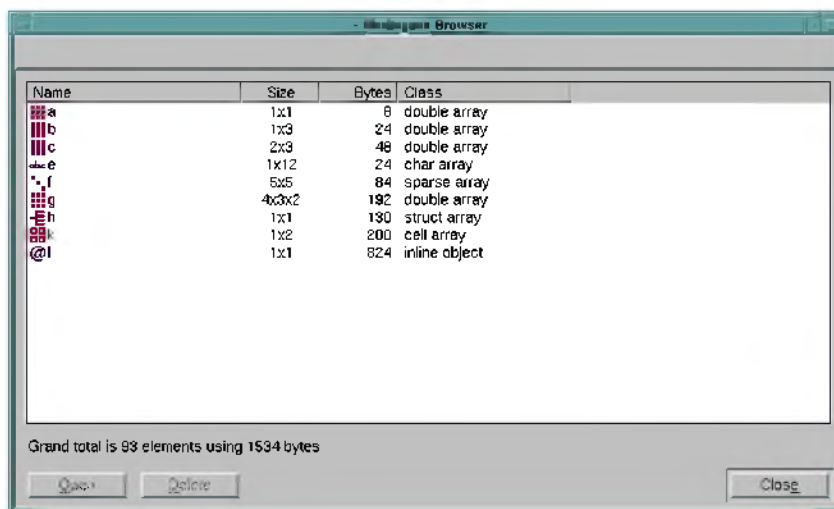 Browser
Name Size Bytes Class
a 1x1 8 double array
b 1x3 24 double array
c 2x3 48 double array
abc e 1x12 24 char array
f 5x5 84 sparse array
g 4x3x2 192 double array
h 1x1 130 struct array
k 1x2 200 cell array
@l 1x1 824 inline object
Grand total is 93 elements using 1534 bytes
Open Delete Close